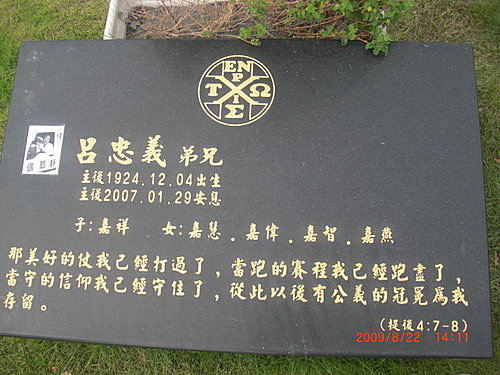 EN
T P Ω
IΣ
呂忠義 弟兄
主後1924.12.04出生
主後2007.01.29安息
子:嘉祥 女:嘉慧.嘉偉.嘉智.嘉燕
那美好的仗我已經打過了,當跑的賽程我已經跑盡了,
當守的信仰我已經守住了,從此以後有公義的冠冕為我
存留。
(提後4:7-8)
2009/8/22 14:11